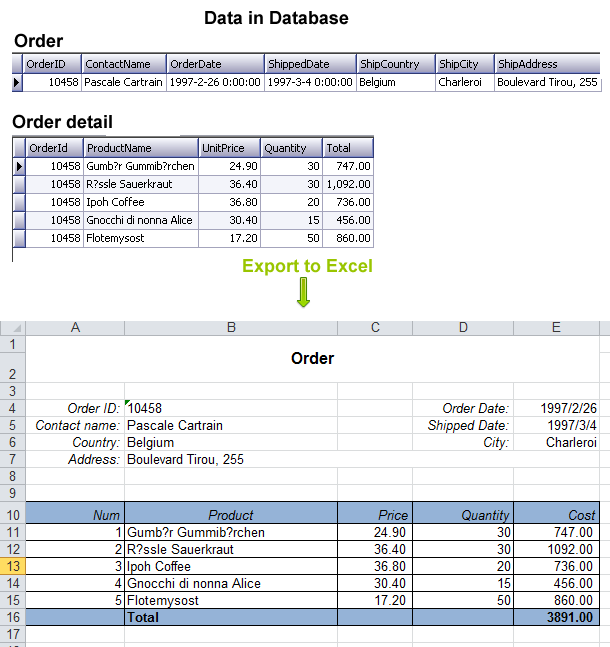 Data in Database
Order
OrderID ContactName OrderDate ShippedDate ShipCountry ShipCity ShipAddress
10458 Pascale Cartrain 1997-2-26 0:00:00 1997-3-4 0:00:00 Belgium Charleroi Boulevard Tirou, 255
Order detail
OrderId ProductName UnitPrice Quantity Total
10458 Gumb?r Gummib?rchen 24.90 30 747.00
10458 R?ssle Sauerkraut 36.40 30 1,092.00
10458 Ipoh Coffee 36.80 20 736.00
10458 Gnocchi di nonna Alice 30.40 15 456.00
10458 Flotemysost 17.20 50 860.00
Export to Excel
A B C D E
1
2 Order
3
4 Order ID: 10458 Order Date: 1997/2/26
5 Contact name: Pascale Cartrain Shipped Date: 1997/3/4
6 Country: Belgium City: Charleroi
7 Address: Boulevard Tirou, 255
8
9
10 Num Product Price Quantity Cost
11 1 Gumb?r Gummib?rchen 24.90 30 747.00
12 2 R?ssle Sauerkraut 36.40 30 1092.00
13 3 Ipoh Coffee 36.80 20 736.00
14 4 Gnocchi di nonna Alice 30.40 15 456.00
15 5 Flotemysost 17.20 50 860.00
16 Total 3891.00
17